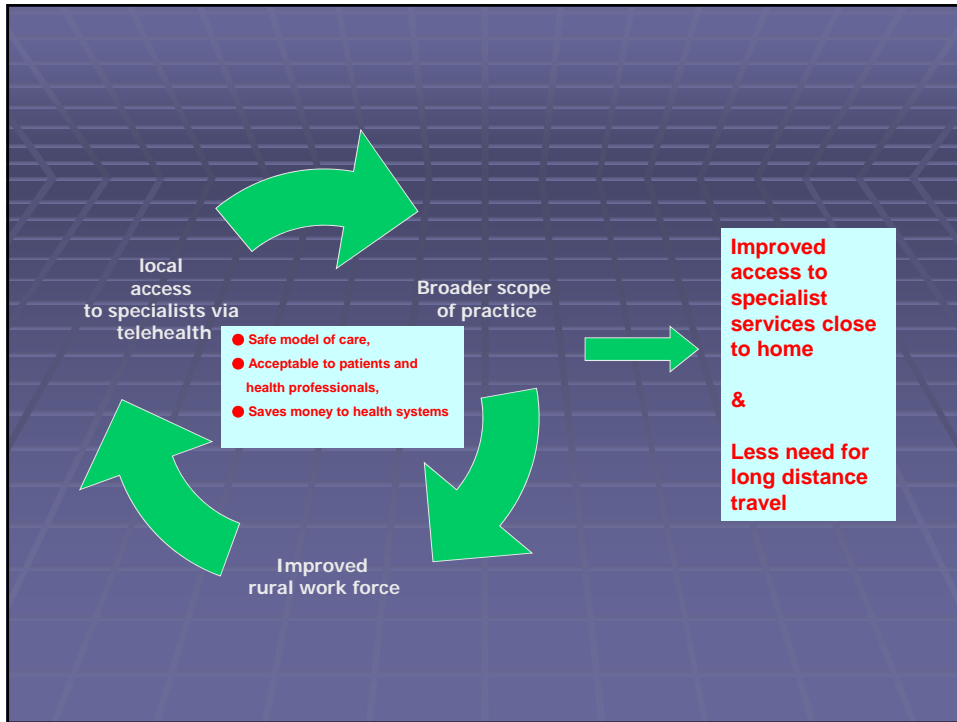 local
access
to specialists via
telehealth
Broader scope
of practice
● Safe model of care,
● Acceptable to patients and
health professionals,
● Saves money to health systems
Improved
rural work force
Improved
access to
specialist
services close
to home
&
Less need for
long distance
travel